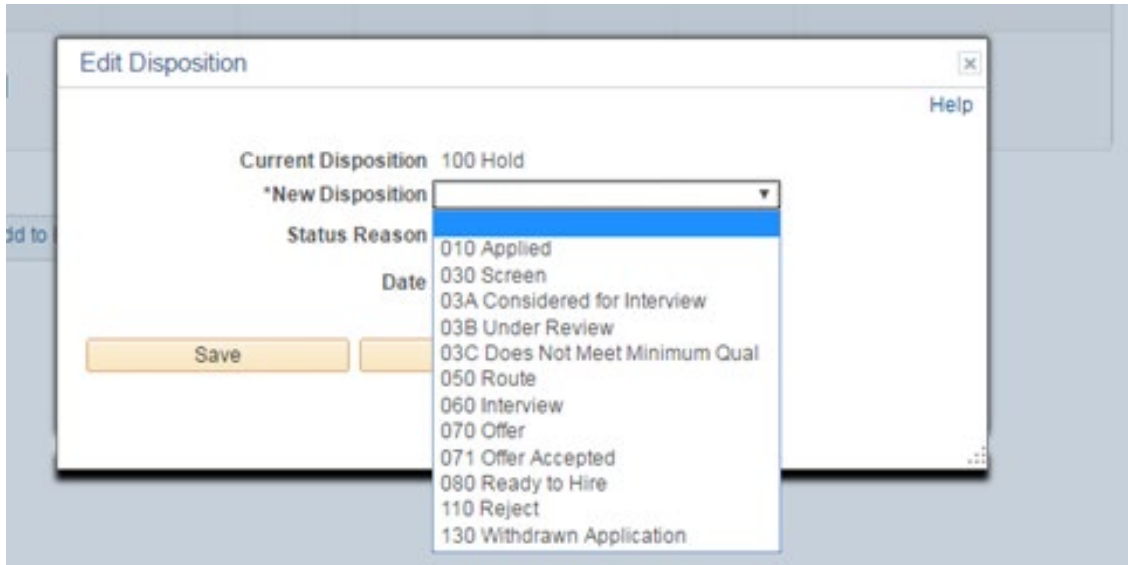 Edit Disposition
Help
Current Disposition 100 Hold
*New Disposition
dd to
Status Reason
Date
010 Applied
030 Screen
03A Considered for Interview
03B Under Review
03C Does Not Meet Minimum Qual
050 Route
060 Interview
070 Offer
071 Offer Accepted
080 Ready to Hire
110 Reject
130 Withdrawn Application
Save